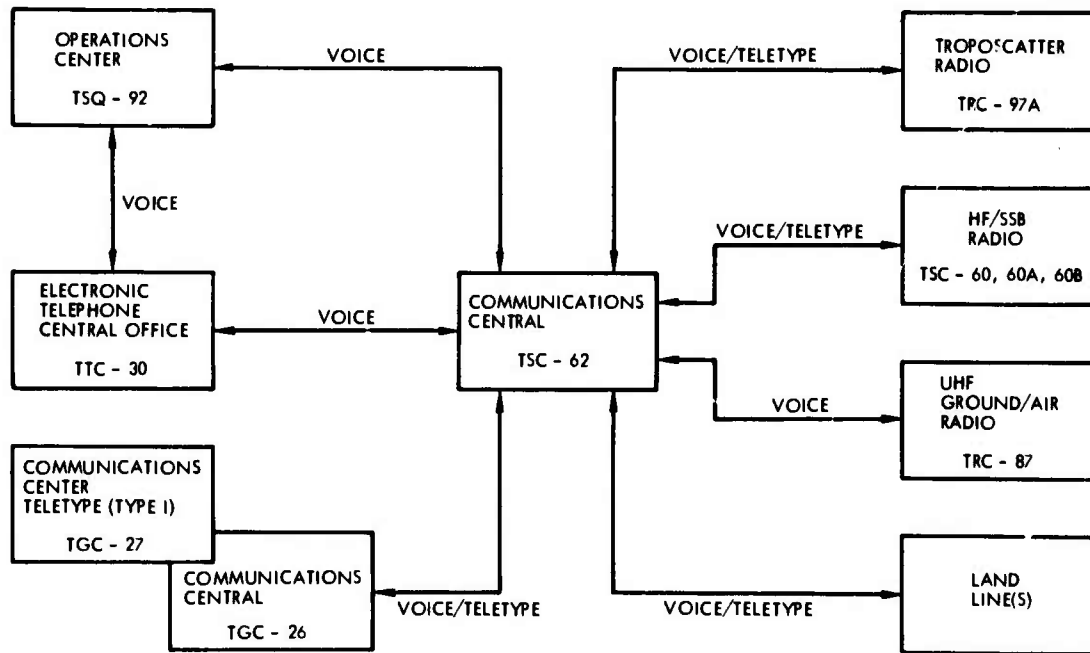 OPERATIONS
CENTER
TSQ - 92
VOICE
VOICE/TELETYPE
TROPOSCATTER
RADIO
TRC - 97A
VOICE
VOICE/TELETYPE
HF/SSB
RADIO
TSC - 60, 60A, 60B
ELECTRONIC
TELEPHONE
CENTRAL OFFICE
TTC - 30
VOICE
COMMUNICATIONS
CENTRAL
TSC - 62
VOICE
UHF
GROUND/AIR
RADIO
TRC - 87
COMMUNICATIONS
CENTER
TELETYPE (TYPE I)
TGC - 27
COMMUNICATIONS
CENTRAL
TGC - 26
VOICE/TELETYPE
VOICE/TELETYPE
LAND
LINE(S)